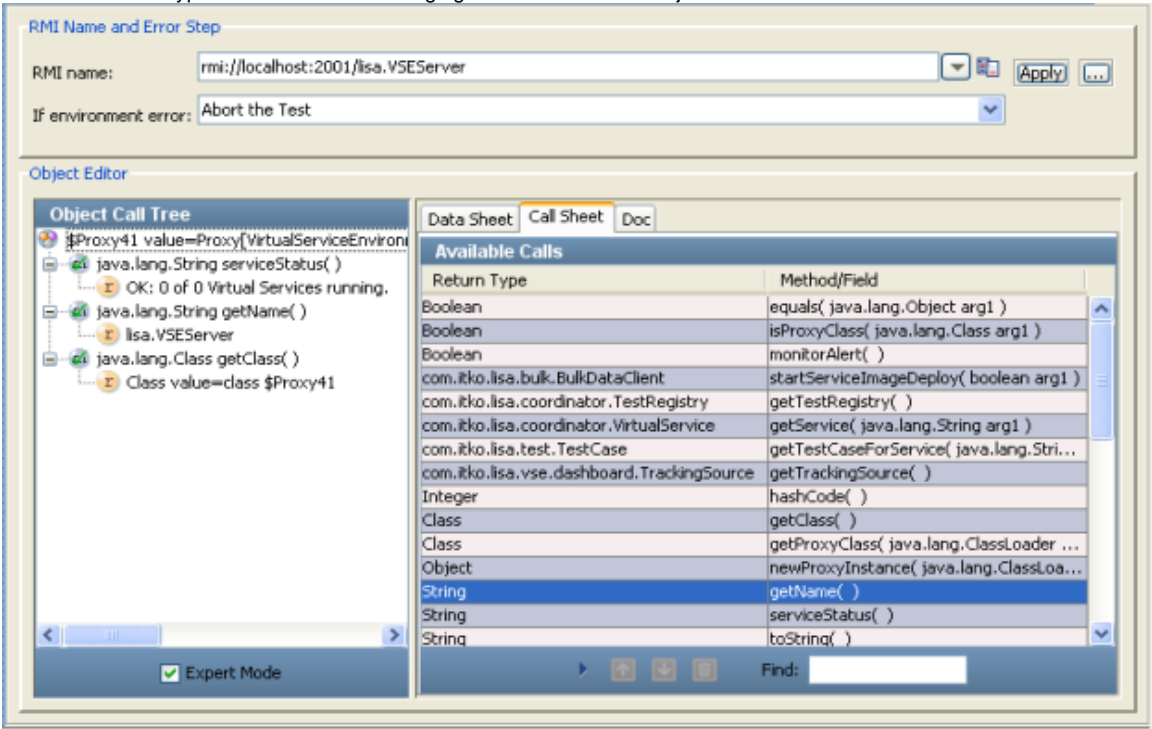 RMI Name and Error Step
RMI name: rmi://localhost:2001/lisa.VSEServer Apply ...
If environment error: Abort the Test
Object Editor
Object Call Tree
$Proxy41 value=Proxy[VirtualServiceEnviron
java.lang.String serviceStatus( )
OK: 0 of 0 Virtual Services running.
java.lang.String getName( )
lisa.VSEServer
java.lang.Class getClass( )
Class value=class $Proxy41
Expert Mode
Data Sheet Call Sheet Doc
Available Calls
Return Type Method/Field
Boolean equals( java.lang.Object arg1 )
Boolean isProxyClass( java.lang.Class arg1 )
Boolean monitorAlert( )
com.itko.lisa.bulk.BulkDataClient startServiceImageDeploy( boolean arg1 )
com.itko.lisa.coordinator.TestRegistry getTestRegistry( )
com.itko.lisa.coordinator.VirtualService getService( java.lang.String arg1 )
com.itko.lisa.test.TestCase getTestCaseForService( java.lang.Stri...
com.itko.lisa.vse.dashboard.TrackingSource getTrackingSource( )
Integer hashCode( )
Class getClass( )
Class getProxyClass( java.lang.ClassLoader ...
Object newProxyInstance( java.lang.ClassLoa...
String getName( )
String serviceStatus( )
String toString( )
Find: